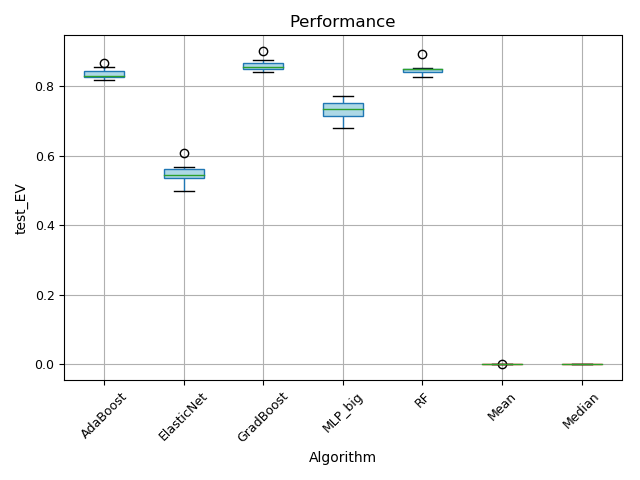 Performance
test_EV
0.8
0.6
0.4
0.2
0.0
AdaBoost
ElasticNet
GradBoost
MLP_big
RF
Mean
Median
Algorithm